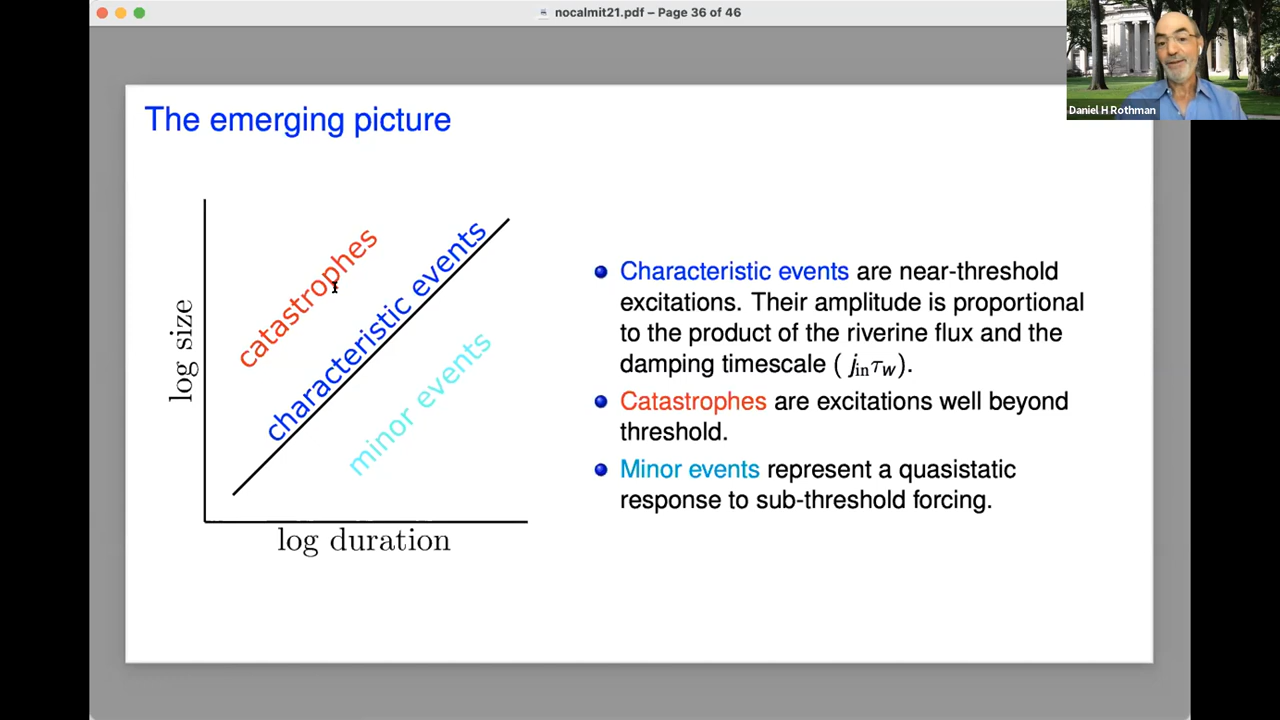 nocalmit21.pdf – Page 36 of 46
Daniel H Rothman
The emerging picture
log size
catastrophes
characteristic events
minor events
log duration
Characteristic events are near-threshold
excitations. Their amplitude is proportional
to the product of the riverine flux and the
damping timescale ( j_in τ_w).
Catastrophes are excitations well beyond
threshold.
Minor events represent a quasistatic
response to sub-threshold forcing.